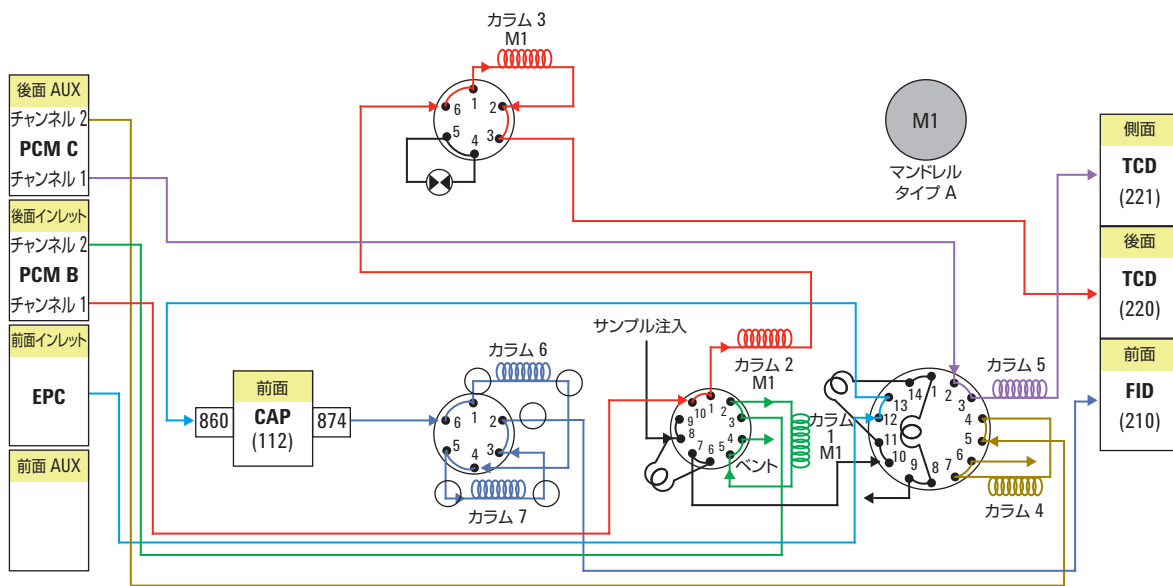 後面 AUX
チャンネル 2
PCM C
チャンネル 1
後面インレット
チャンネル 2
PCM B
チャンネル 1
前面インレット
EPC
前面 AUX
カラム 3
M1
1
2
3
4
5
6
M1
マンドレル
タイプ A
側面
TCD
(221)
後面
TCD
(220)
前面
FID
(210)
860
前面
CAP
(112)
874
カラム 6
1
2
3
4
5
6
カラム 7
サンプル注入
カラム 2
M1
1
2
3
4
5
6
7
8
9
10
ベント
カラム
1
M1
1
2
3
4
5
6
7
8
9
10
11
12
13
14
カラム 5
カラム 4